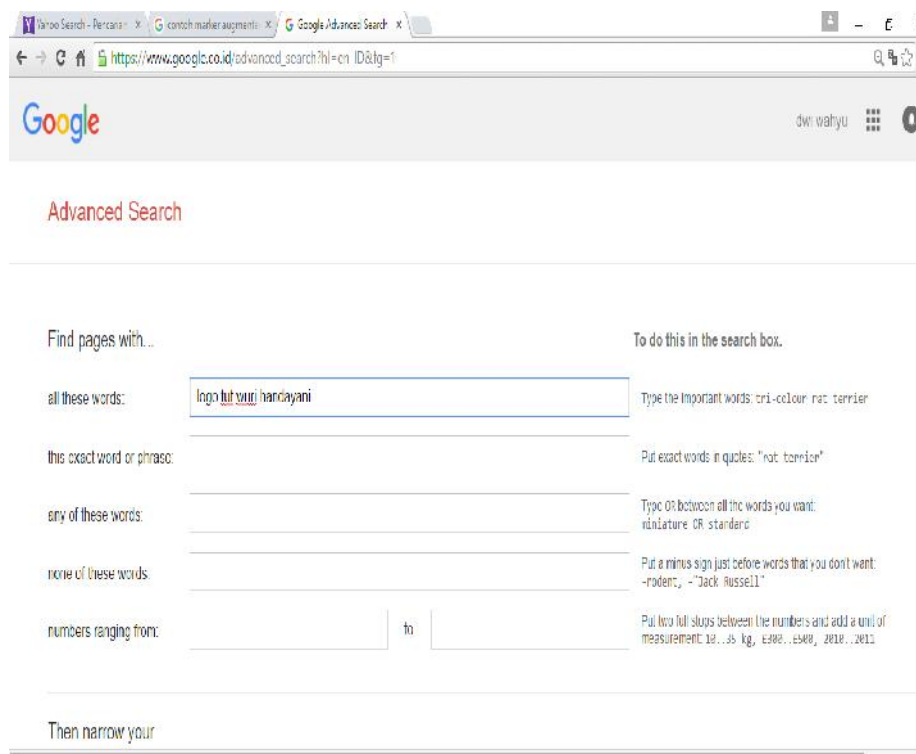 Yahoo Search - Pencarian × contoh marker augmenta × Google Advanced Search ×
https://www.google.co.id/advanced_search?hl=en_ID&fg=1
Google dwi wahyu
Advanced Search
Find pages with... To do this in the search box.
all these words: logo tut wuri handayani Type the important words: tri-colour rat terrier
this exact word or phrase: Put exact words in quotes: "rat terrier"
any of these words: Type OR between all the words you want:
miniature OR standard
none of these words: Put a minus sign just before words that you don't want:
-rodent, -"Jack Russell"
numbers ranging from: to Put two full stops between the numbers and add a unit of
measurement: 10..35 kg, £300..£500, 2010..2011
Then narrow your